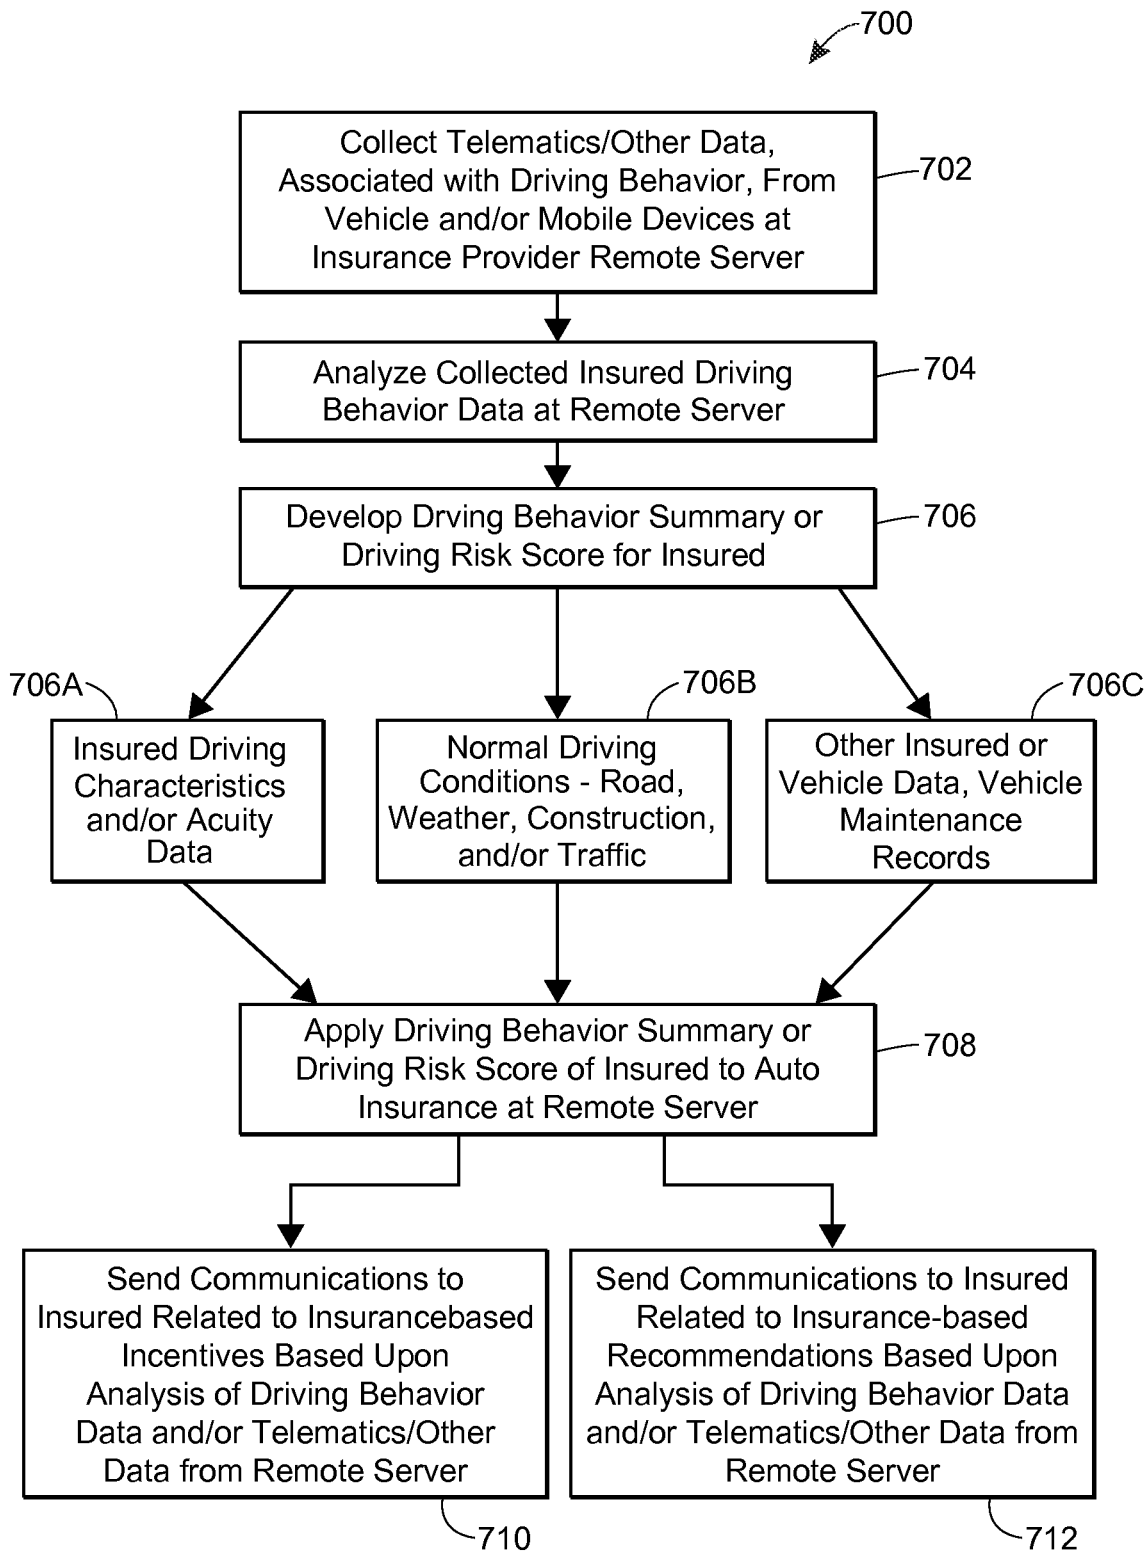 700
Collect Telematics/Other Data,
Associated with Driving Behavior, From
Vehicle and/or Mobile Devices at
Insurance Provider Remote Server
702
Analyze Collected Insured Driving
Behavior Data at Remote Server
704
Develop Drving Behavior Summary or
Driving Risk Score for Insured
706
706A
Insured Driving
Characteristics
and/or Acuity
Data
706B
Normal Driving
Conditions - Road,
Weather, Construction,
and/or Traffic
706C
Other Insured or
Vehicle Data, Vehicle
Maintenance
Records
Apply Driving Behavior Summary or
Driving Risk Score of Insured to Auto
Insurance at Remote Server
708
Send Communications to
Insured Related to Insurancebased
Incentives Based Upon
Analysis of Driving Behavior
Data and/or Telematics/Other
Data from Remote Server
710
Send Communications to Insured
Related to Insurance-based
Recommendations Based Upon
Analysis of Driving Behavior Data
and/or Telematics/Other Data from
Remote Server
712